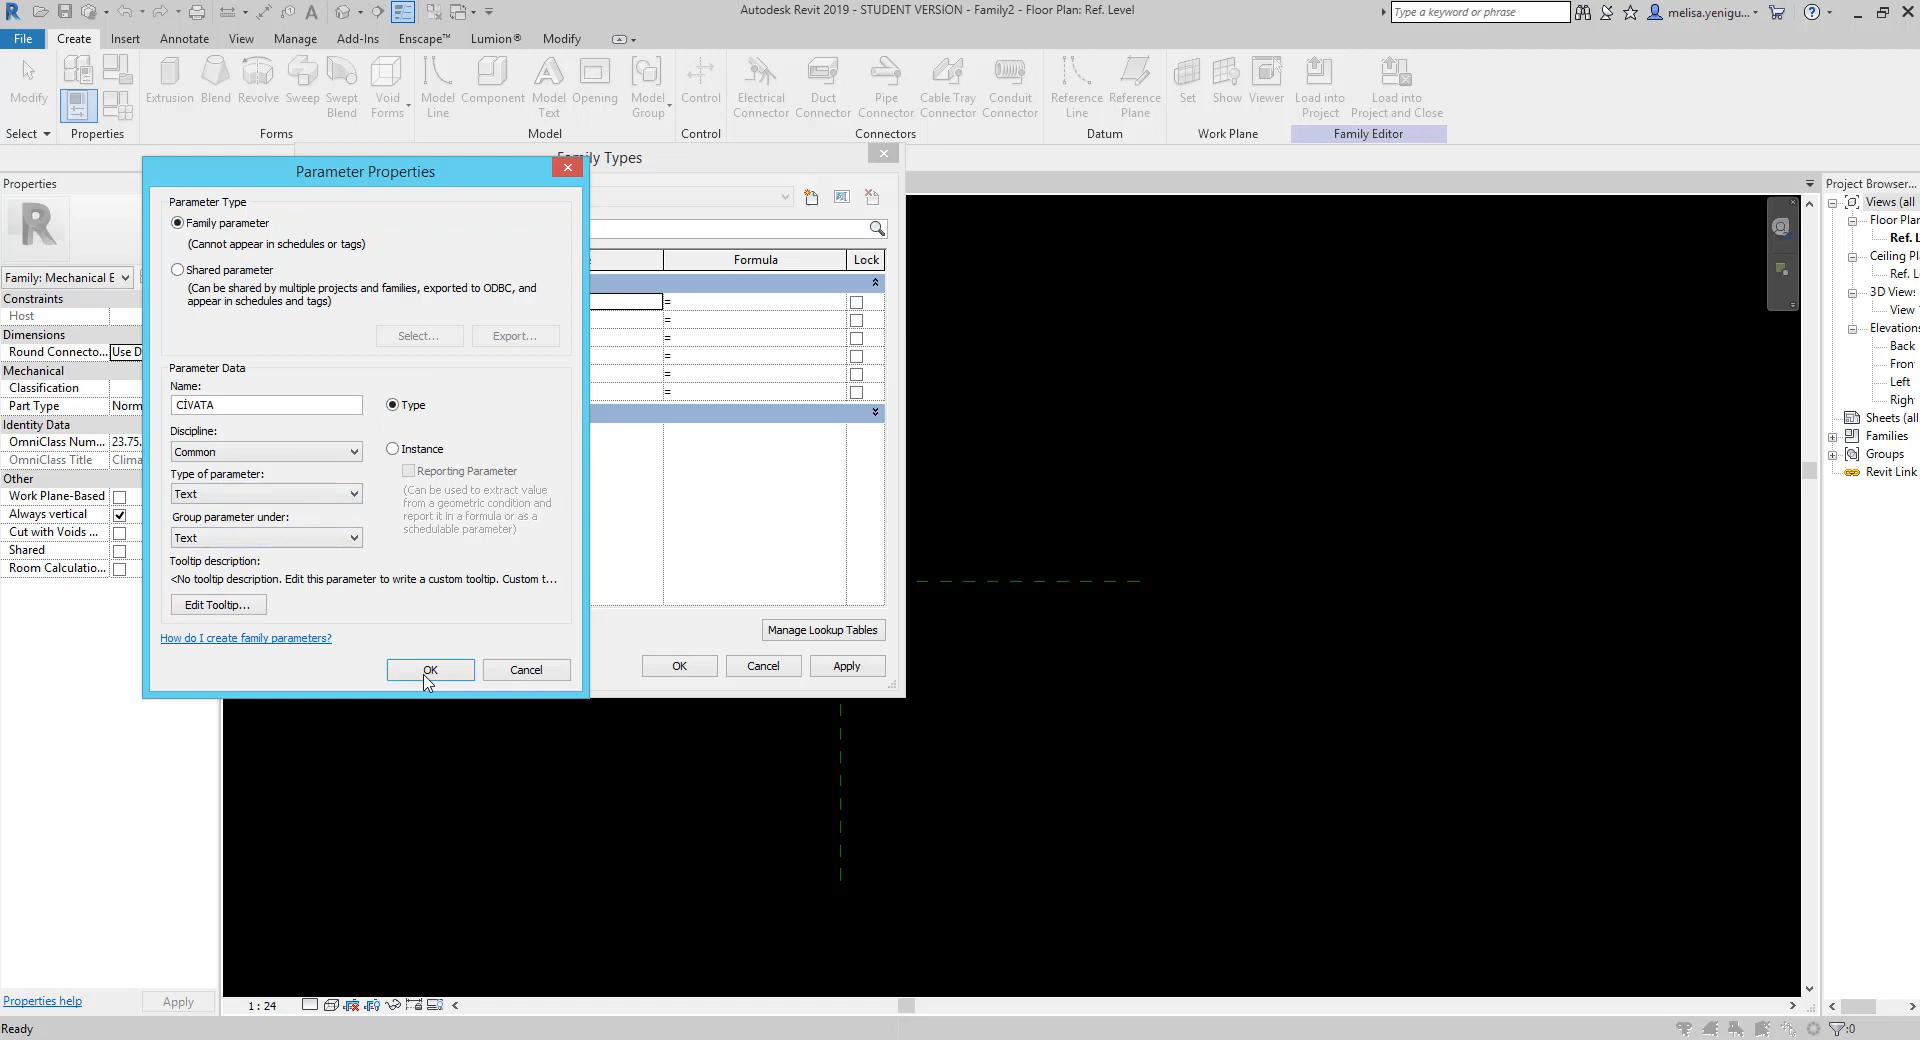 Autodesk Revit 2019 - STUDENT VERSION - Family2 - Floor Plan: Ref. Level
Type a keyword or phrase
melisa.yenigu...
File Create Insert Annotate View Manage Add-Ins Enscape™ Lumion® Modify
Modify
Extrusion Blend Revolve Sweep Swept Blend Void Forms
Model Line Component Model Text Opening Model Group
Control
Electrical Connector Duct Connector Pipe Connector Cable Tray Connector Conduit Connector
Reference Line Reference Plane
Set Show Viewer
Load into Project Load into Project and Close
Select Properties Forms Model Control Connectors Datum Work Plane Family Editor
Properties
Family: Mechanical E
Constraints
Host
Dimensions
Round Connecto... Use D
Mechanical
Classification
Part Type Norm
Identity Data
OmniClass Num... 23.75.
OmniClass Title Clima
Other
Work Plane-Based
Always vertical
Cut with Voids ...
Shared
Room Calculatio...
Properties help
Apply
Parameter Properties
Parameter Type
Family parameter
(Cannot appear in schedules or tags)
Shared parameter
(Can be shared by multiple projects and families, exported to ODBC, and
appear in schedules and tags)
Select... Export...
Parameter Data
Name:
CİVATA
Type
Discipline:
Common
Instance
Reporting Parameter
Type of parameter:
Text
(Can be used to extract value
from a geometric condition and
report it in a formula or as a
schedulable parameter)
Group parameter under:
Text
Tooltip description:
<No tooltip description. Edit this parameter to write a custom tooltip. Custom t...
Edit Tooltip...
How do I create family parameters?
OK Cancel
ly Types
Formula Lock
=
=
=
=
=
=
Manage Lookup Tables
OK Cancel Apply
Project Browser...
Views (all
Floor Plan
Ref. L
Ceiling Pl
Ref. L
3D Views
View
Elevations
Back
Fron
Left
Righ
Sheets (all
Families
Groups
Revit Link
1 : 24
Ready
:0